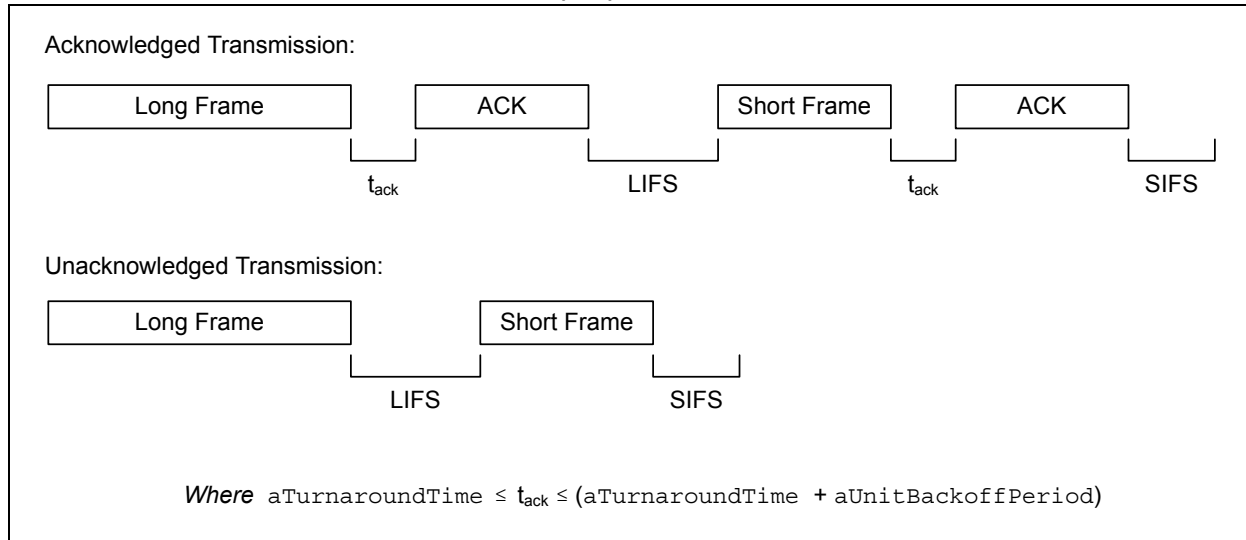 Acknowledged Transmission:
Long Frame
ACK
Short Frame
ACK
tack
LIFS
tack
SIFS
Unacknowledged Transmission:
Long Frame
Short Frame
LIFS
SIFS
Where aTurnaroundTime ≤ tack ≤ (aTurnaroundTime + aUnitBackoffPeriod)